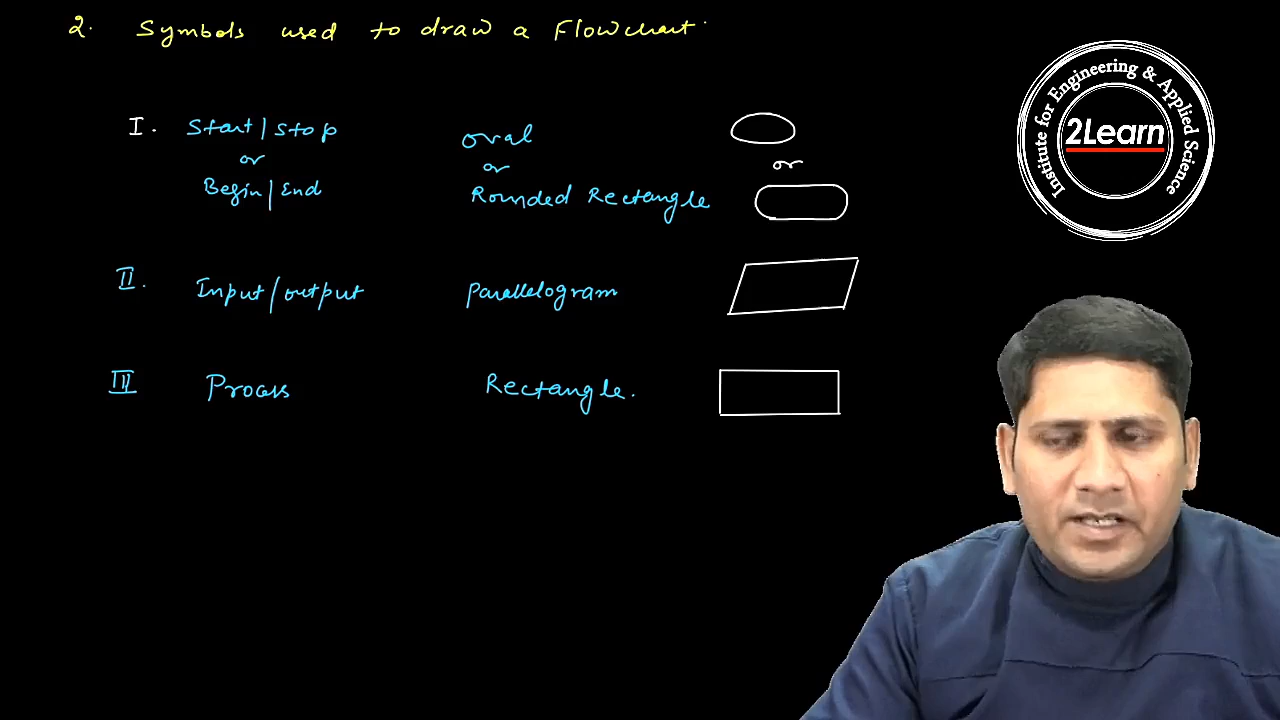 2. Symbols used to draw a Flowchart
I. Start/Stop oval
or or or
Begin/End Rounded Rectangle
II. Input/output Parallelogram
III Process Rectangle.
Institute for Engineering & Applied Science
2Learn